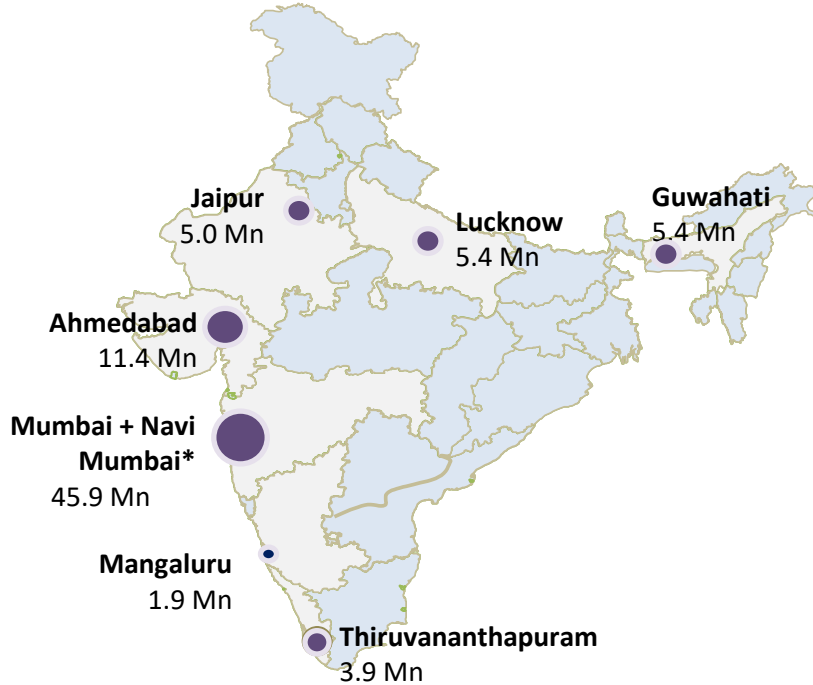 Jaipur
5.0 Mn
Lucknow
5.4 Mn
Guwahati
5.4 Mn
Ahmedabad
11.4 Mn
Mumbai + Navi
Mumbai*
45.9 Mn
Mangaluru
1.9 Mn
Thiruvananthapuram
3.9 Mn